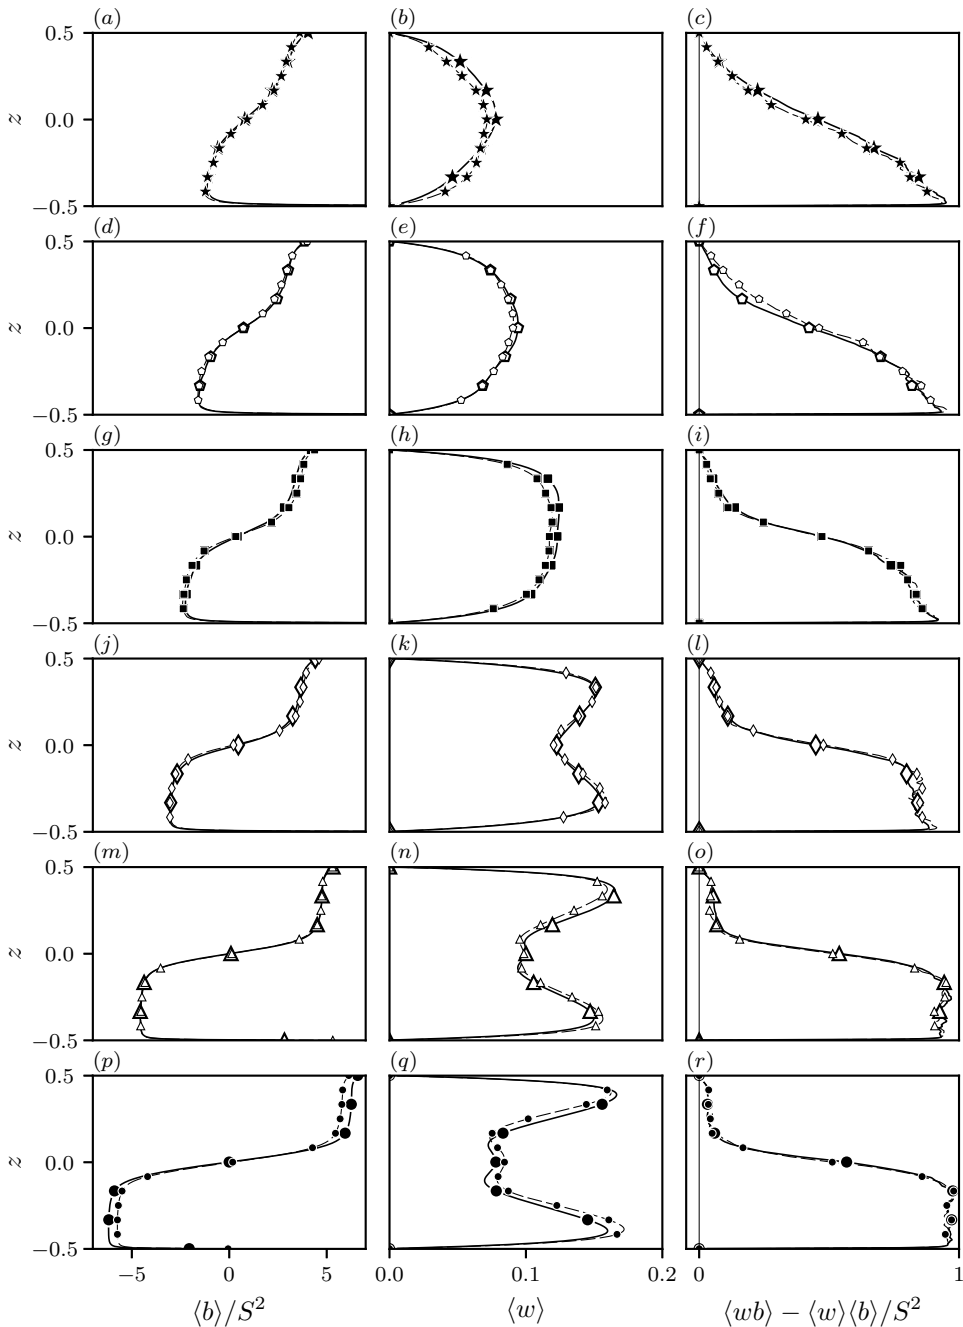 (a) (b) (c)
0.5
z 0.0
−0.5
(d) (e) (f)
0.5
z 0.0
−0.5
(g) (h) (i)
0.5
z 0.0
−0.5
(j) (k) (l)
0.5
z 0.0
−0.5
(m) (n) (o)
0.5
z 0.0
−0.5
(p) (q) (r)
0.5
z 0.0
−0.5
−5 0 5 0.0 0.1 0.2 0 1
⟨b⟩/S² ⟨w⟩ ⟨wb⟩ − ⟨w⟩⟨b⟩/S²